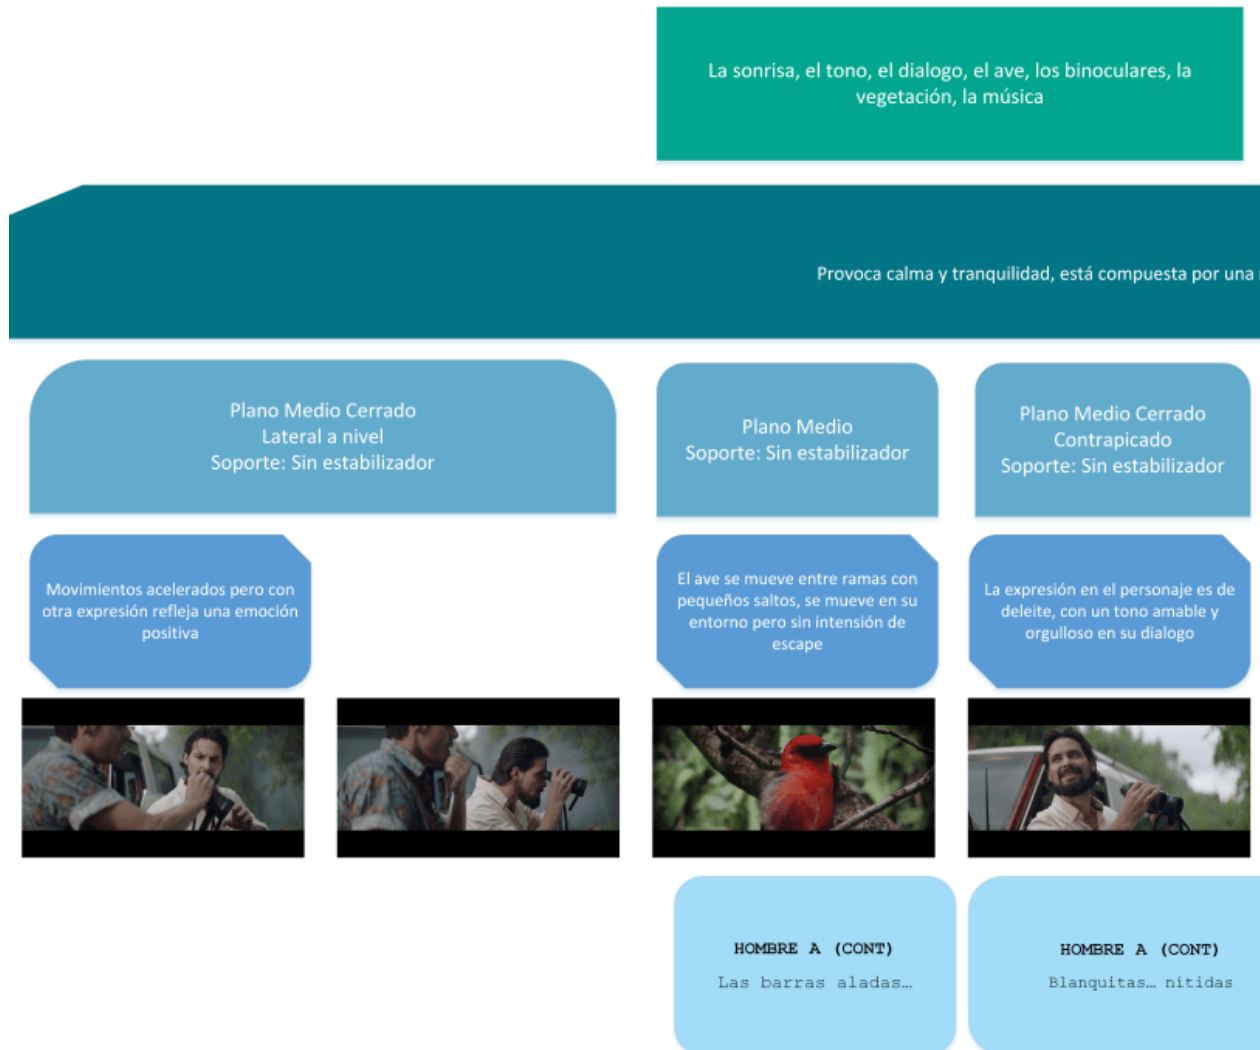 La sonrisa, el tono, el dialogo, el ave, los binoculares, la
vegetación, la música
Provoca calma y tranquilidad, está compuesta por una
Plano Medio Cerrado
Lateral a nivel
Soporte: Sin estabilizador
Plano Medio
Soporte: Sin estabilizador
Plano Medio Cerrado
Contrapicado
Soporte: Sin estabilizador
Movimientos acelerados pero con
otra expresión refleja una emoción
positiva
El ave se mueve entre ramas con
pequeños saltos, se mueve en su
entorno pero sin intensión de
escape
La expresión en el personaje es de
deleite, con un tono amable y
orgulloso en su dialogo
HOMBRE A (CONT)
Las barras aladas…
HOMBRE A (CONT)
Blanquitas… nitidas